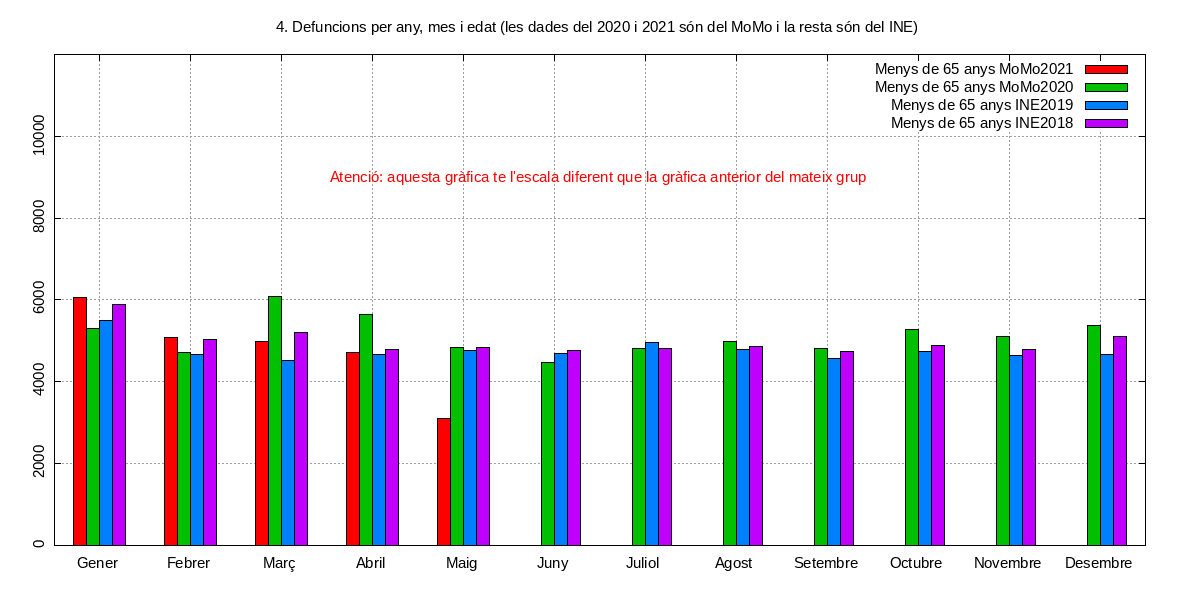 4. Defuncions per any, mes i edat (les dades del 2020 i 2021 són del MoMo i la resta són del INE)
Menys de 65 anys MoMo2021
Menys de 65 anys MoMo2020
Menys de 65 anys INE2019
Menys de 65 anys INE2018
Atenció: aquesta gràfica te l'escala diferent que la gràfica anterior del mateix grup
10000
8000
6000
4000
2000
0
Gener Febrer Març Abril Maig Juny Juliol Agost Setembre Octubre Novembre Desembre